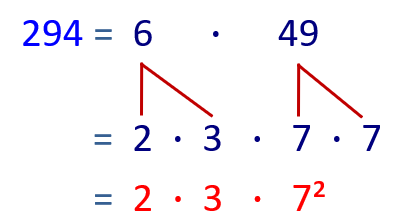 294 = 6 · 49
= 2 · 3 · 7 · 7
= 2 · 3 · 7²